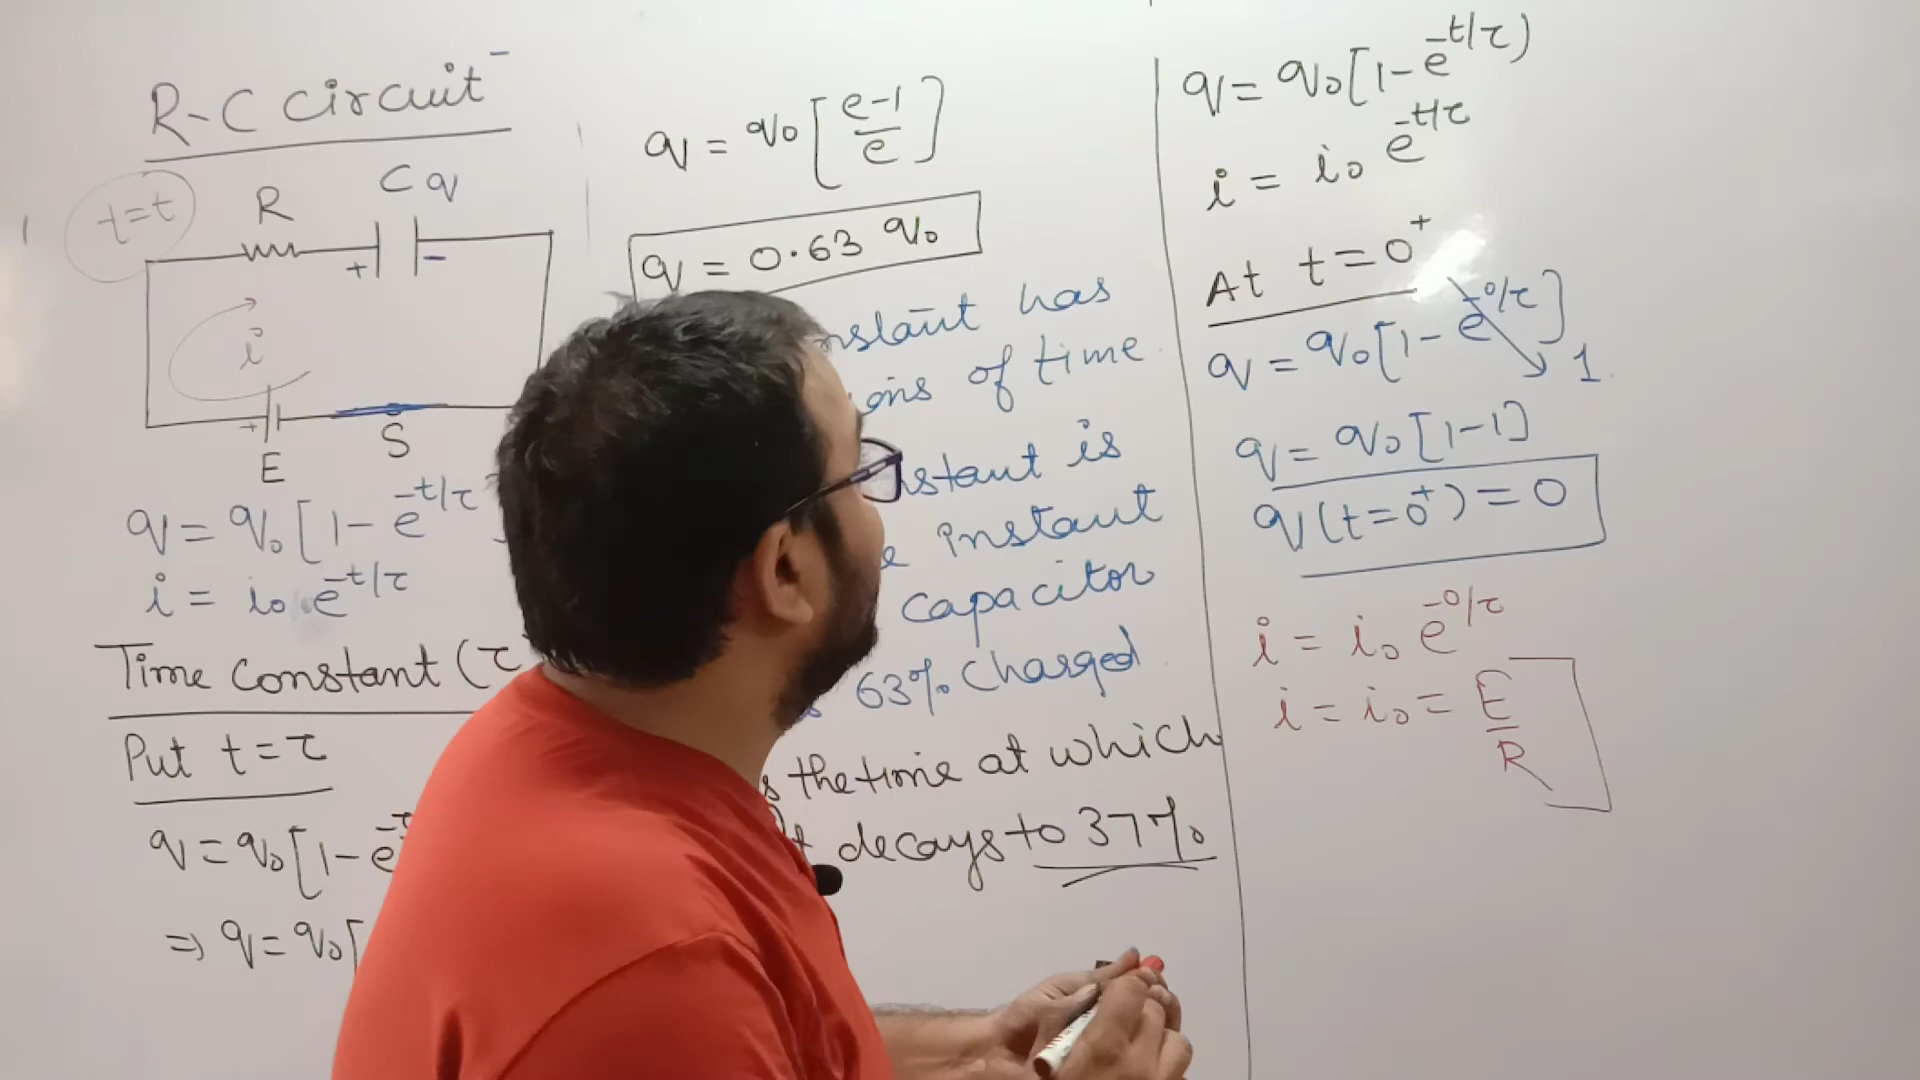 R-C Circuit
t=t
R
C q
+ -
i
+
E
S
q = q₀ [1 - e^-t/τ
i = i₀ e^-t/τ
Time constant (τ
Put t = τ
q = q₀ [1 - e^-τ
⇒ q = q₀ [
q = q₀ [e-1/e]
q = 0.63 q₀
has
of time
is
instant
capacitor
63% charged
the time at which
decays to 37%
q = q₀ [1 - e^-t/τ)
i = i₀ e^-t/τ
At t = 0⁺
q = q₀ [1 - e^-0/τ] 1
q = q₀ [1-1]
q(t=0⁺) = 0
i = i₀ e^-0/τ
i = i₀ = E/R